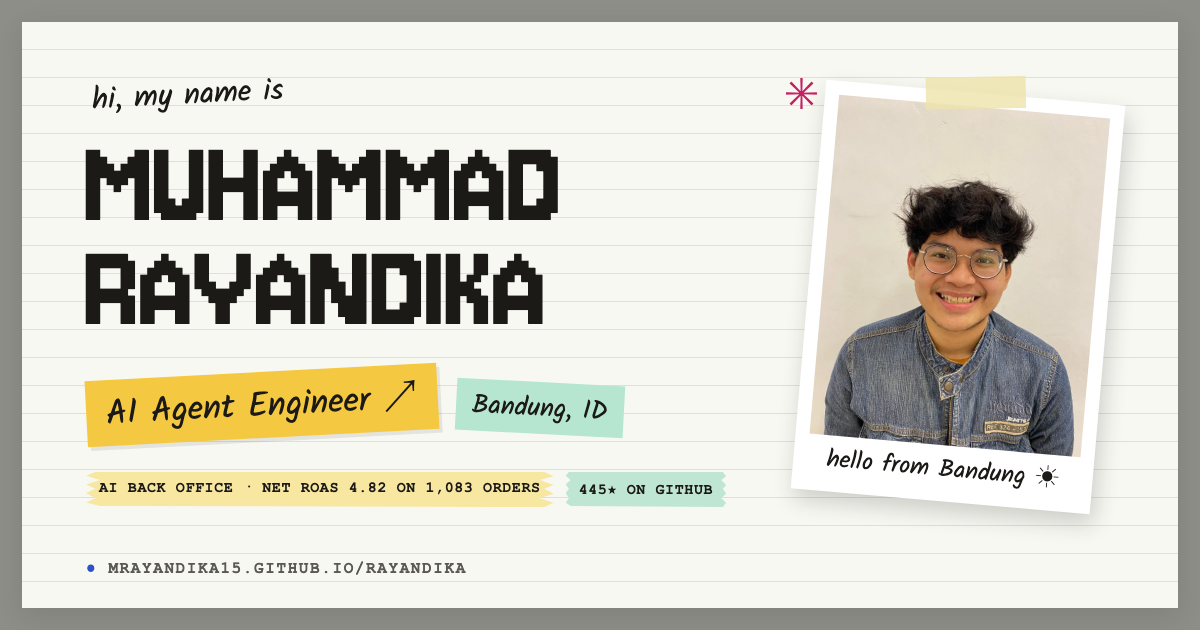 hi, my name is
MUHAMMAD
RAYANDIKA
AI Agent Engineer ↗
Bandung, ID
AI BACK OFFICE · NET ROAS 4.82 ON 1,083 ORDERS
445★ ON GITHUB
MRAYANDIKA15.GITHUB.IO/RAYANDIKA
hello from Bandung ☀